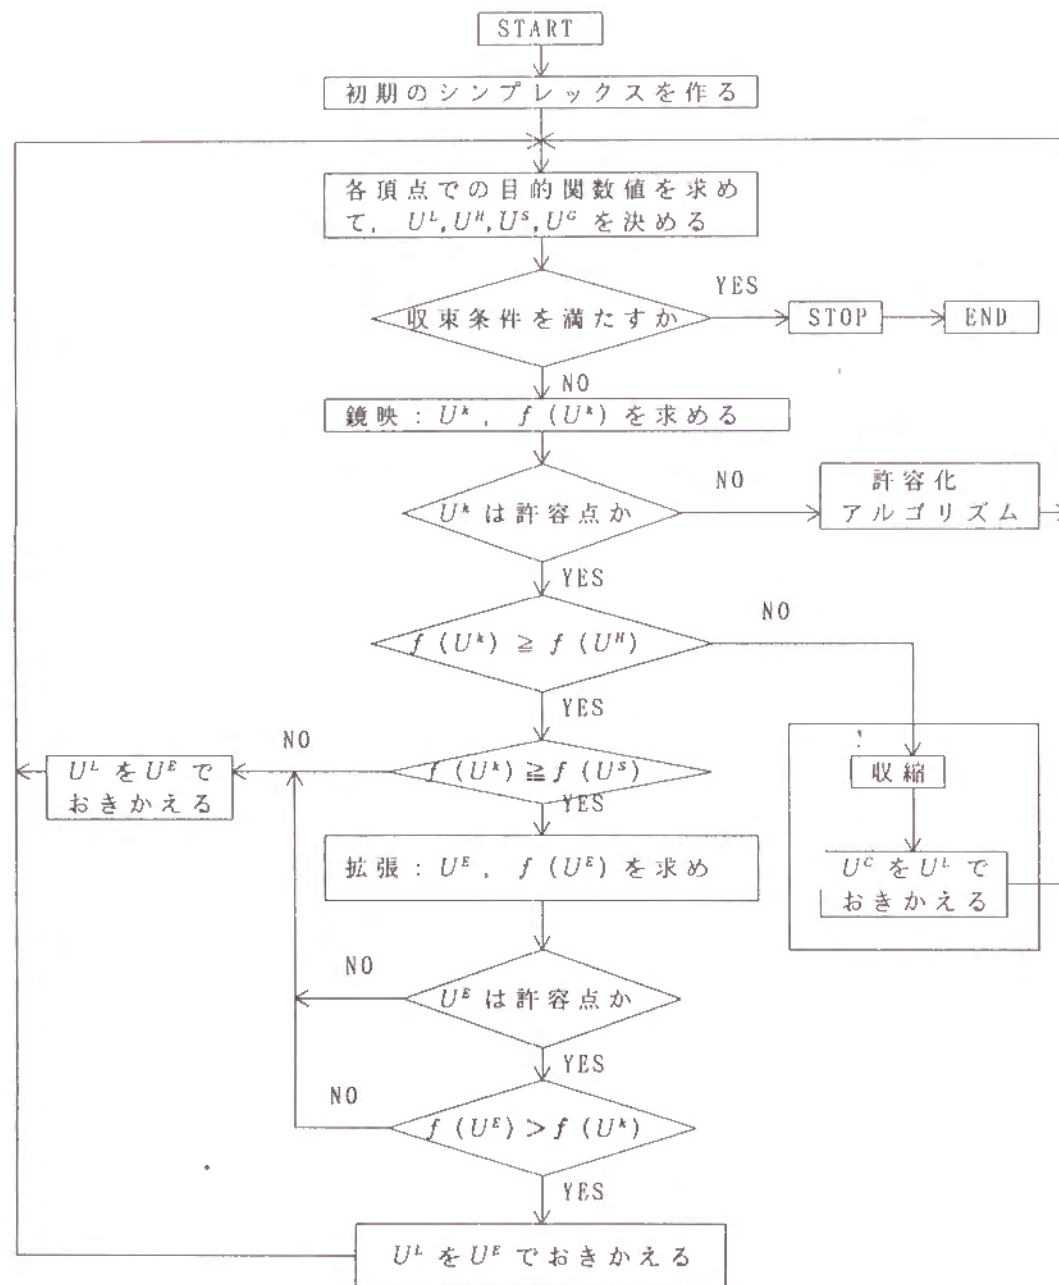 START
初期のシンプレックスを作る
各頂点での目的関数値を求め
て, U^L, U^H, U^S, U^G を決める
収束条件を満たすか
YES
STOP
END
NO
鏡映: U^k, f (U^k) を求める
U^k は許容点か
NO
許容化
アルゴリズム
YES
f (U^k) ≧ f (U^H)
NO
YES
収縮
U^C を U^L で
おきかえる
f (U^k) ≧ f (U^S)
NO
U^L を U^E で
おきかえる
YES
拡張: U^E, f (U^E) を求め
U^E は許容点か
NO
YES
f (U^E) > f (U^k)
NO
YES
U^L を U^E でおきかえる